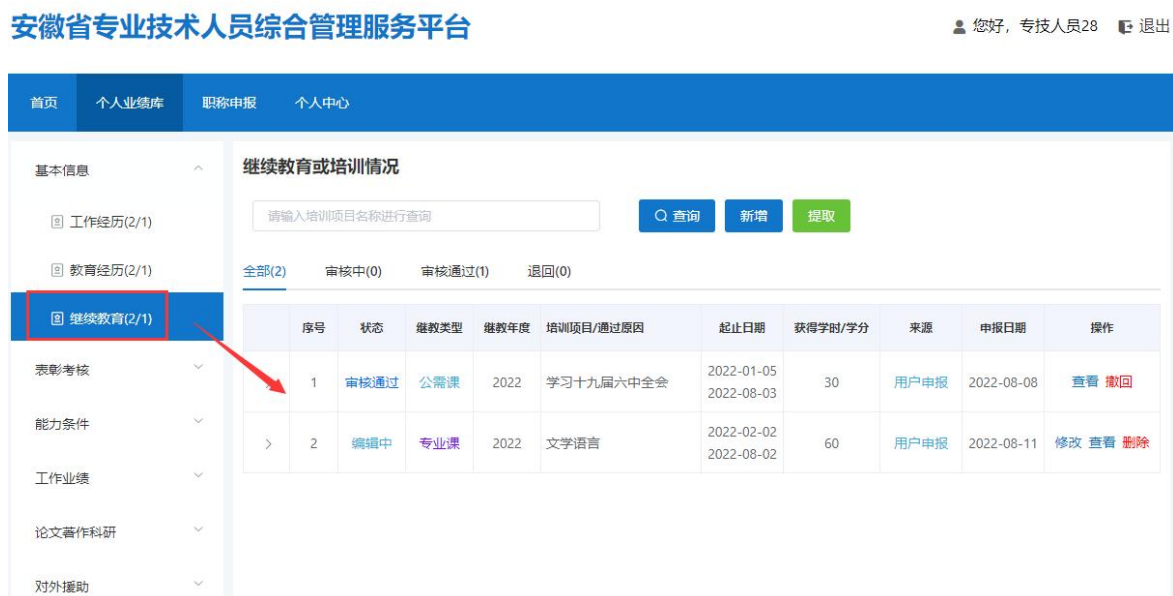 安徽省专业技术人员综合管理服务平台
您好，专技人员28 退出
首页 个人业绩库 职称申报 个人中心
基本信息
工作经历(2/1)
教育经历(2/1)
继续教育(2/1)
表彰考核
能力条件
工作业绩
论文著作科研
对外援助
继续教育或培训情况
请输入培训项目名称进行查询 查询 新增 提取
全部(2) 审核中(0) 审核通过(1) 退回(0)
序号 状态 继教类型 继教年度 培训项目/通过原因 起止日期 获得学时/学分 来源 申报日期 操作
1 审核通过 公需课 2022 学习十九届六中全会 2022-01-05 2022-08-03 30 用户申报 2022-08-08 查看 撤回
2 编辑中 专业课 2022 文学语言 2022-02-02 2022-08-02 60 用户申报 2022-08-11 修改 查看 删除